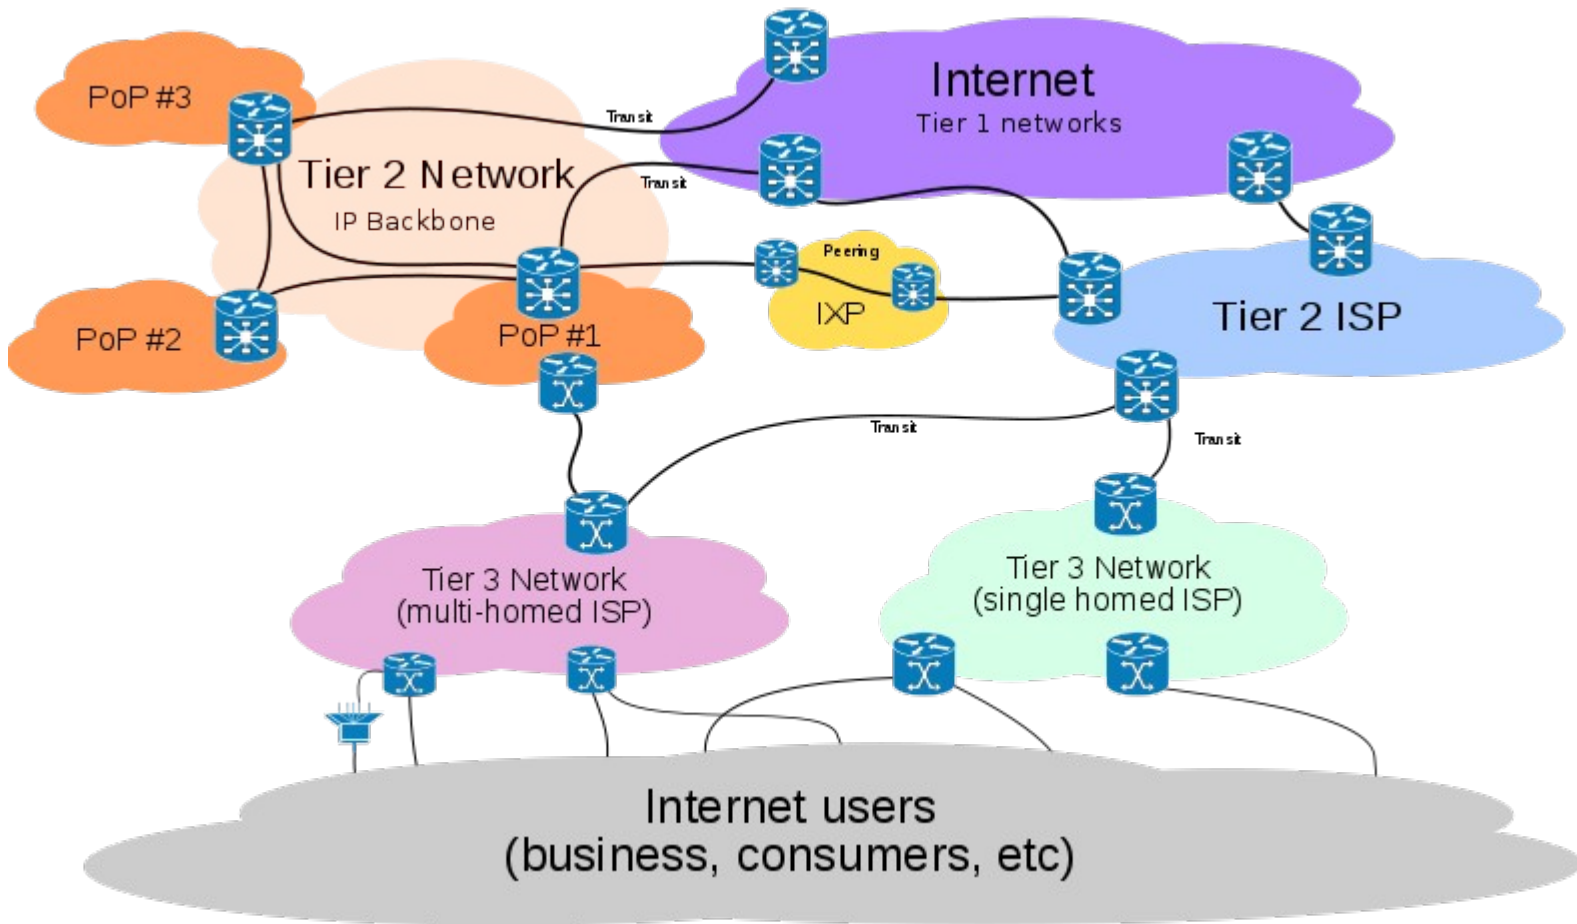 PoP #3
Transit
Internet
Tier 1 networks
Tier 2 Network
IP Backbone
Transit
Peering
IXP
Tier 2 ISP
PoP #2
PoP #1
Transit
Transit
Tier 3 Network
(multi-homed ISP)
Tier 3 Network
(single homed ISP)
Internet users
(business, consumers, etc)